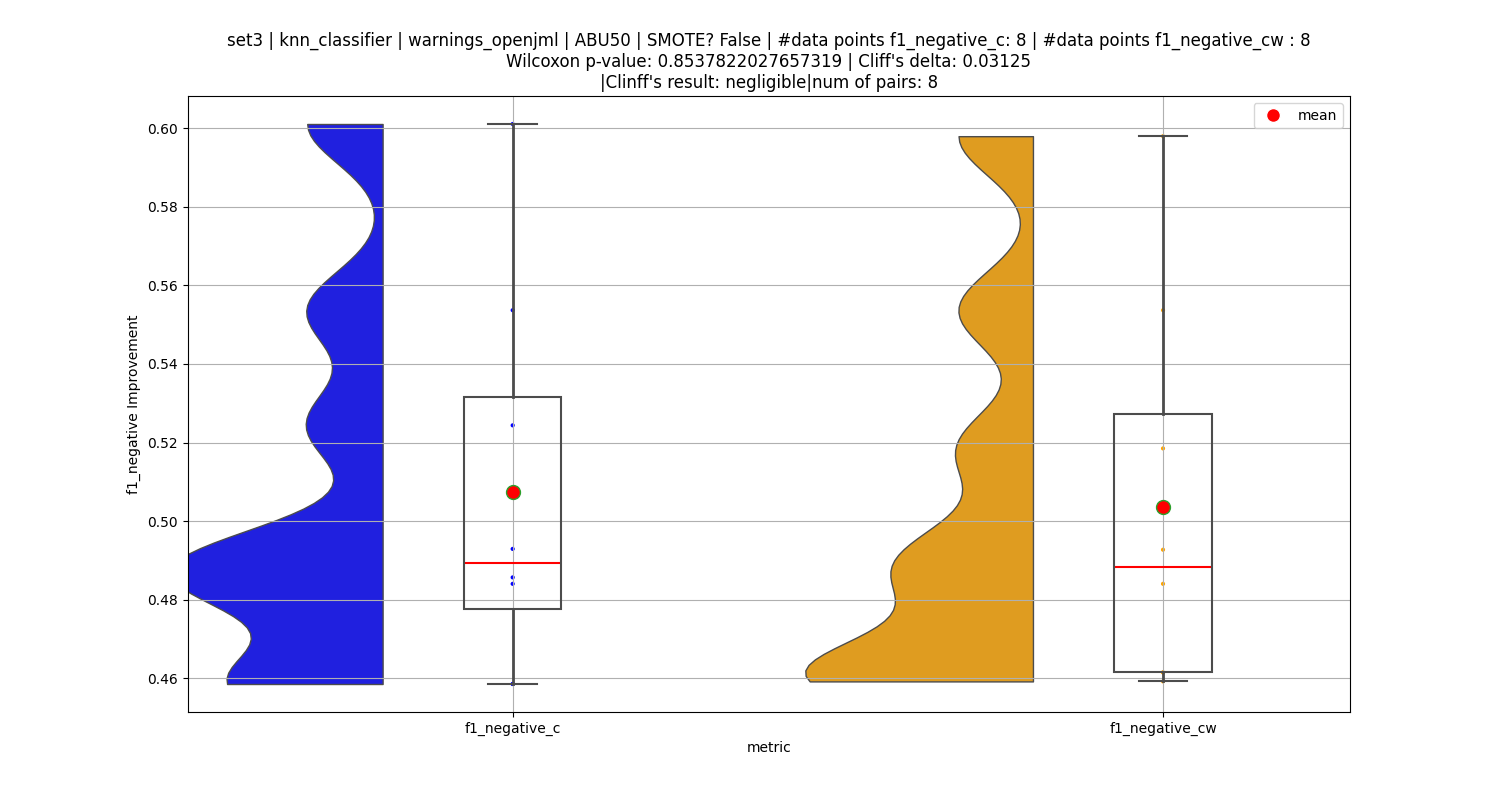 set3 | knn_classifier | warnings_openjml | ABU50 | SMOTE? False | #data points f1_negative_c: 8 | #data points f1_negative_cw : 8
Wilcoxon p-value: 0.8537822027657319 | Cliff's delta: 0.03125
|Clinff's result: negligible|num of pairs: 8
mean
0.60
0.58
0.56
0.54
0.52
0.50
0.48
0.46
f1_negative Improvement
f1_negative_c
f1_negative_cw
metric